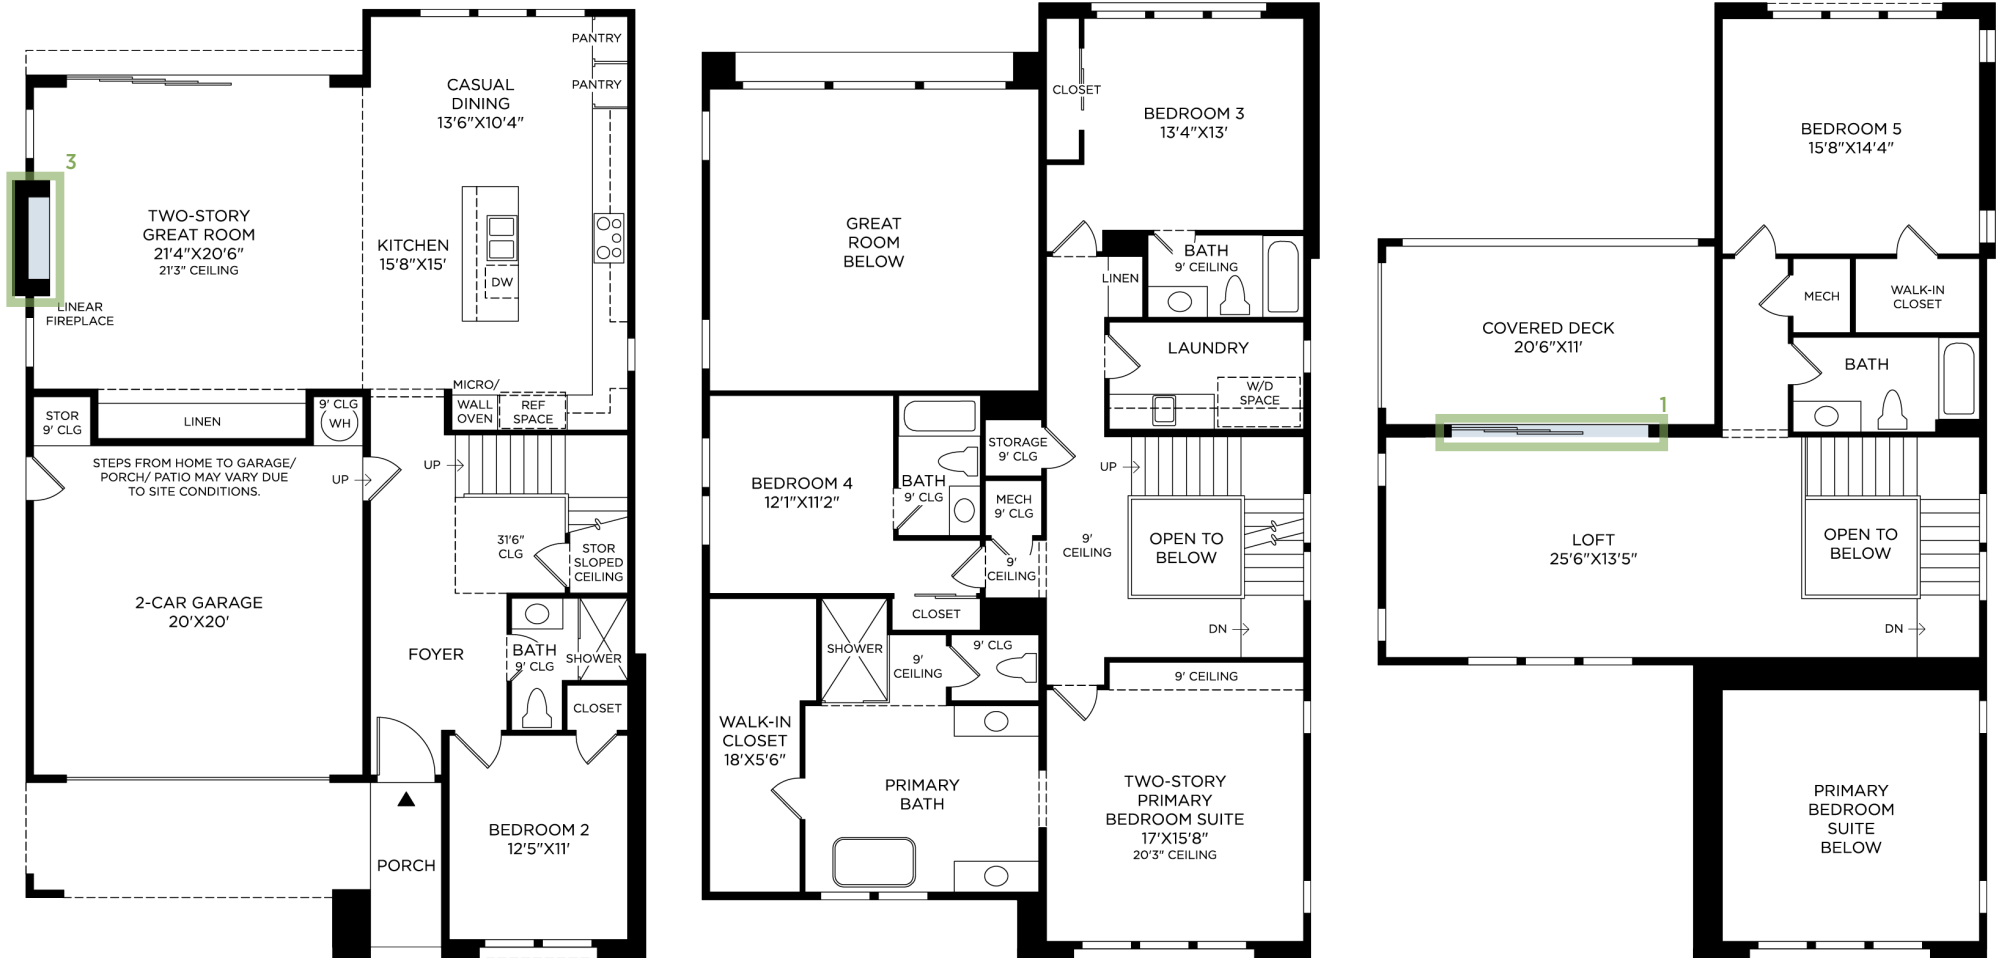 PANTRY
PANTRY
CASUAL
DINING
13'6"X10'4"
3
TWO-STORY
GREAT ROOM
21'4"X20'6"
21'3" CEILING
KITCHEN
15'8"X15'
DW
LINEAR
FIREPLACE
MICRO/
WALL
OVEN
REF
SPACE
STOR
9' CLG
LINEN
9' CLG
WH
UP
UP
STEPS FROM HOME TO GARAGE/
PORCH/ PATIO MAY VARY DUE
TO SITE CONDITIONS.
31'6"
CLG
STOR
SLOPED
CEILING
2-CAR GARAGE
20'X20'
FOYER
BATH
9' CLG
SHOWER
CLOSET
BEDROOM 2
12'5"X11'
PORCH
CLOSET
BEDROOM 3
13'4"X13'
GREAT
ROOM
BELOW
BATH
9' CEILING
LINEN
LAUNDRY
W/D
SPACE
STORAGE
9' CLG
UP
BEDROOM 4
12'1"X11'2"
BATH
9' CLG
MECH
9' CLG
9'
CEILING
9'
CEILING
OPEN TO
BELOW
CLOSET
DN
SHOWER
9'
CEILING
9' CLG
9' CEILING
WALK-IN
CLOSET
18'X5'6"
PRIMARY
BATH
TWO-STORY
PRIMARY
BEDROOM SUITE
17'X15'8"
20'3" CEILING
BEDROOM 5
15'8"X14'4"
MECH
WALK-IN
CLOSET
COVERED DECK
20'6"X11'
BATH
1
LOFT
25'6"X13'5"
OPEN TO
BELOW
DN
PRIMARY
BEDROOM
SUITE
BELOW